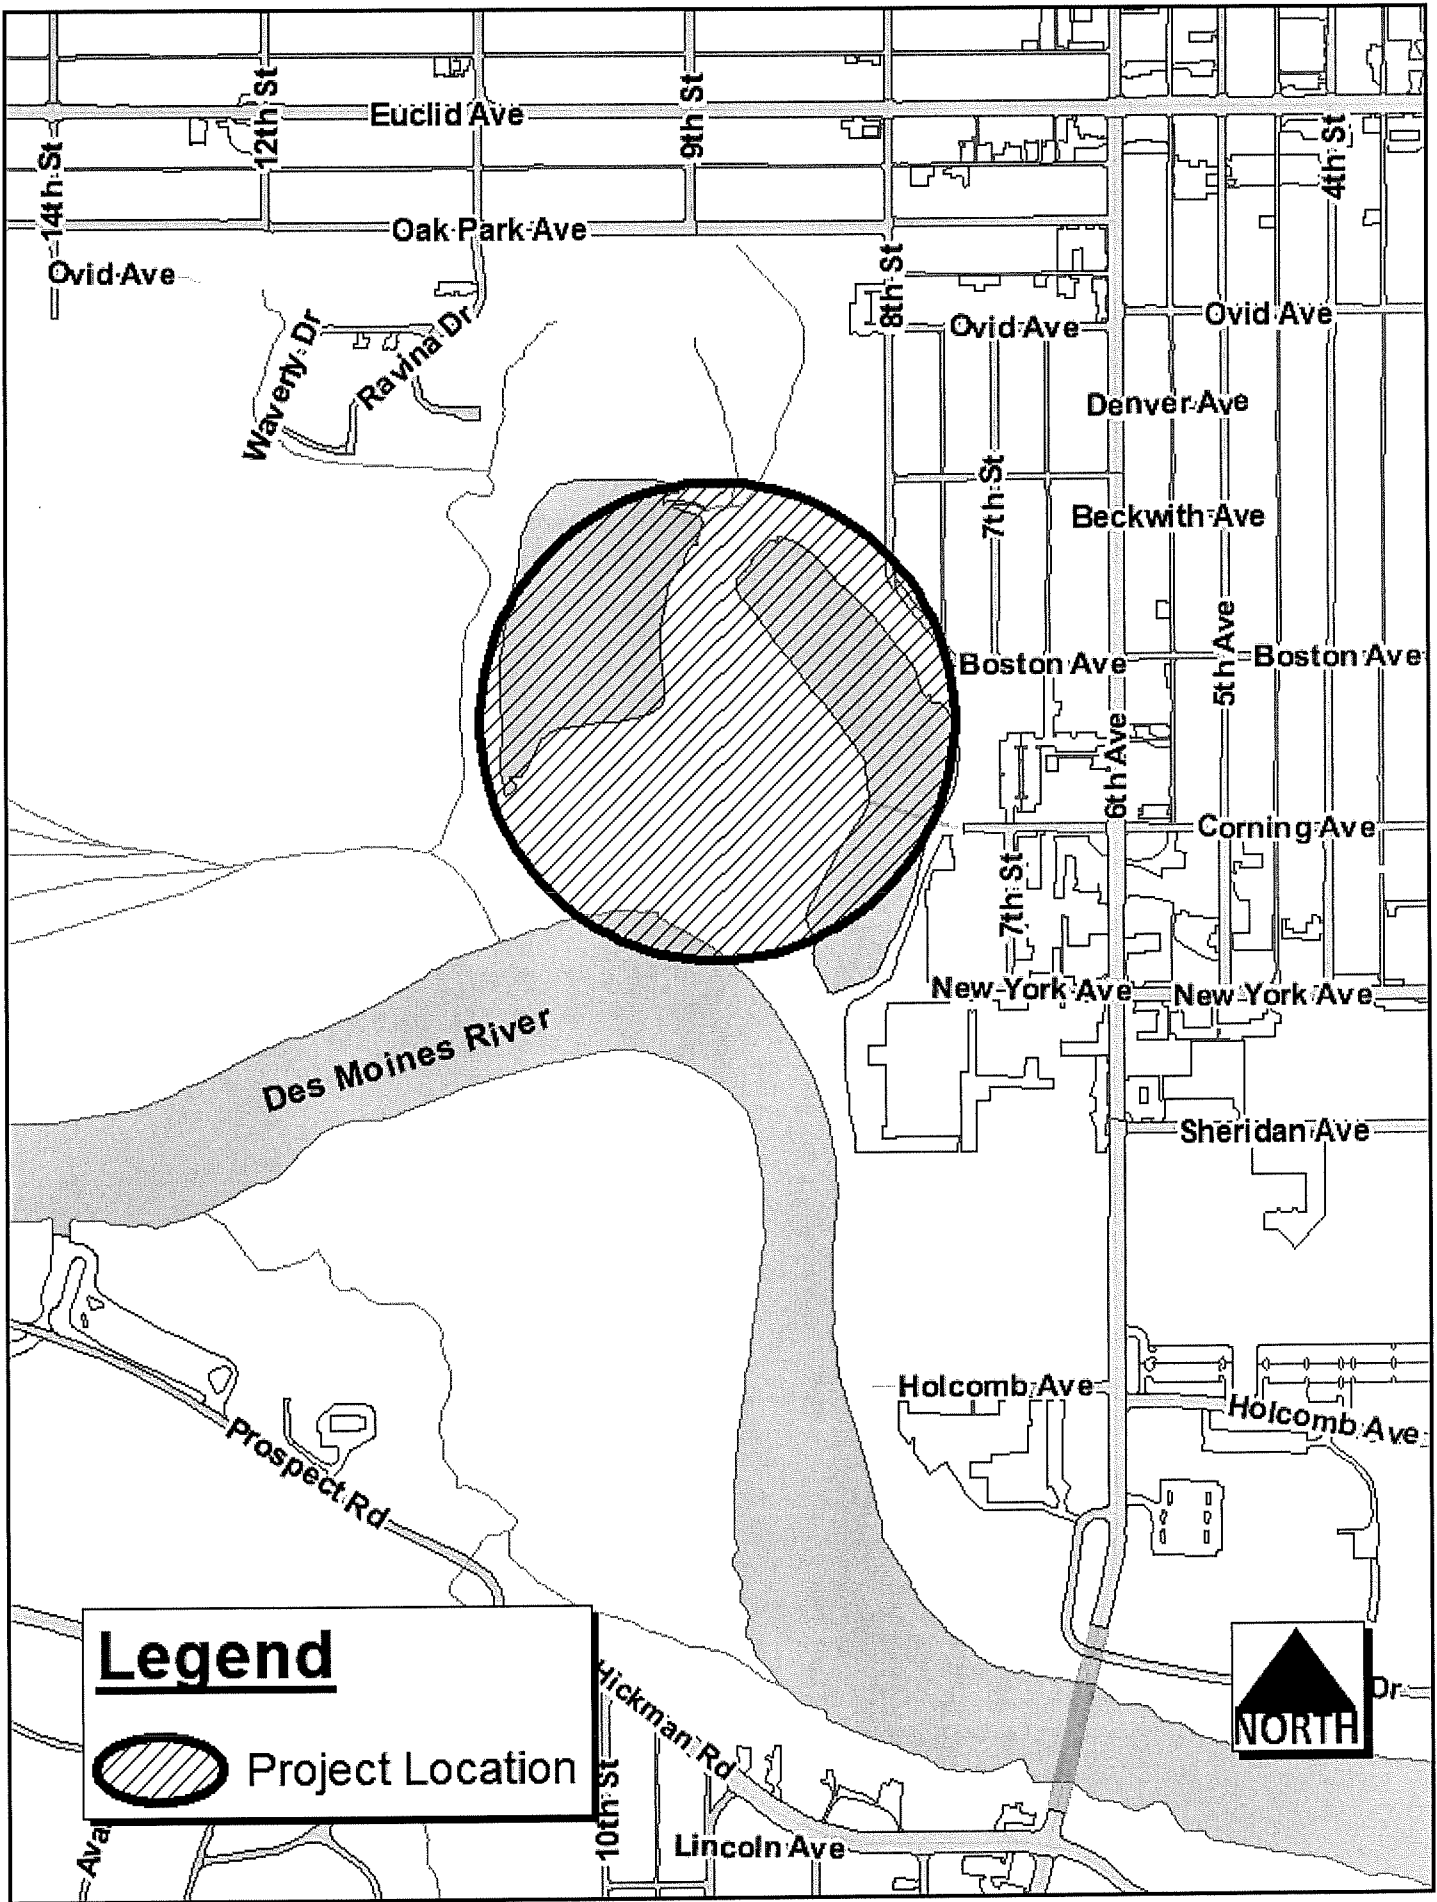 Euclid Ave
12th St
9th St
14th St
4th St
Oak Park Ave
Ovid Ave
8th St
Waverly Dr
Ravina Dr
Ovid Ave
Ovid Ave
Denver Ave
7th St
Beckwith Ave
5th Ave
Boston Ave
Boston Ave
6th Ave
Corning Ave
7th St
New York Ave
New York Ave
Des Moines River
Sheridan Ave
Holcomb Ave
Holcomb Ave
Prospect Rd
Legend
Project Location
Hickman Rd
10th St
Lincoln Ave
NORTH
Dr
Ava